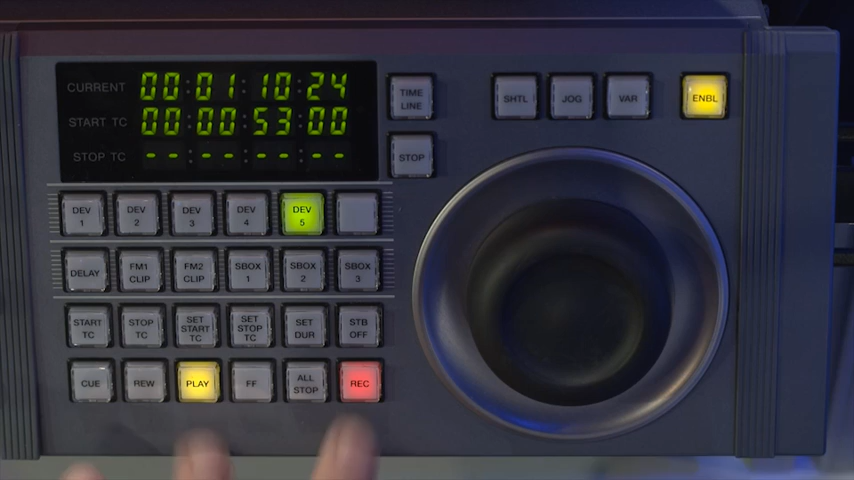 CURRENT 00:01:10:24
START TC 00:00:53:00
STOP TC --:--:--:--
TIME LINE
STOP
SHTL JOG VAR ENBL
DEV 1 DEV 2 DEV 3 DEV 4 DEV 5
DELAY FM1 CLIP FM2 CLIP SBOX 1 SBOX 2 SBOX 3
START TC STOP TC SET START TC SET STOP TC SET DUR STB OFF
CUE REW PLAY FF ALL STOP REC